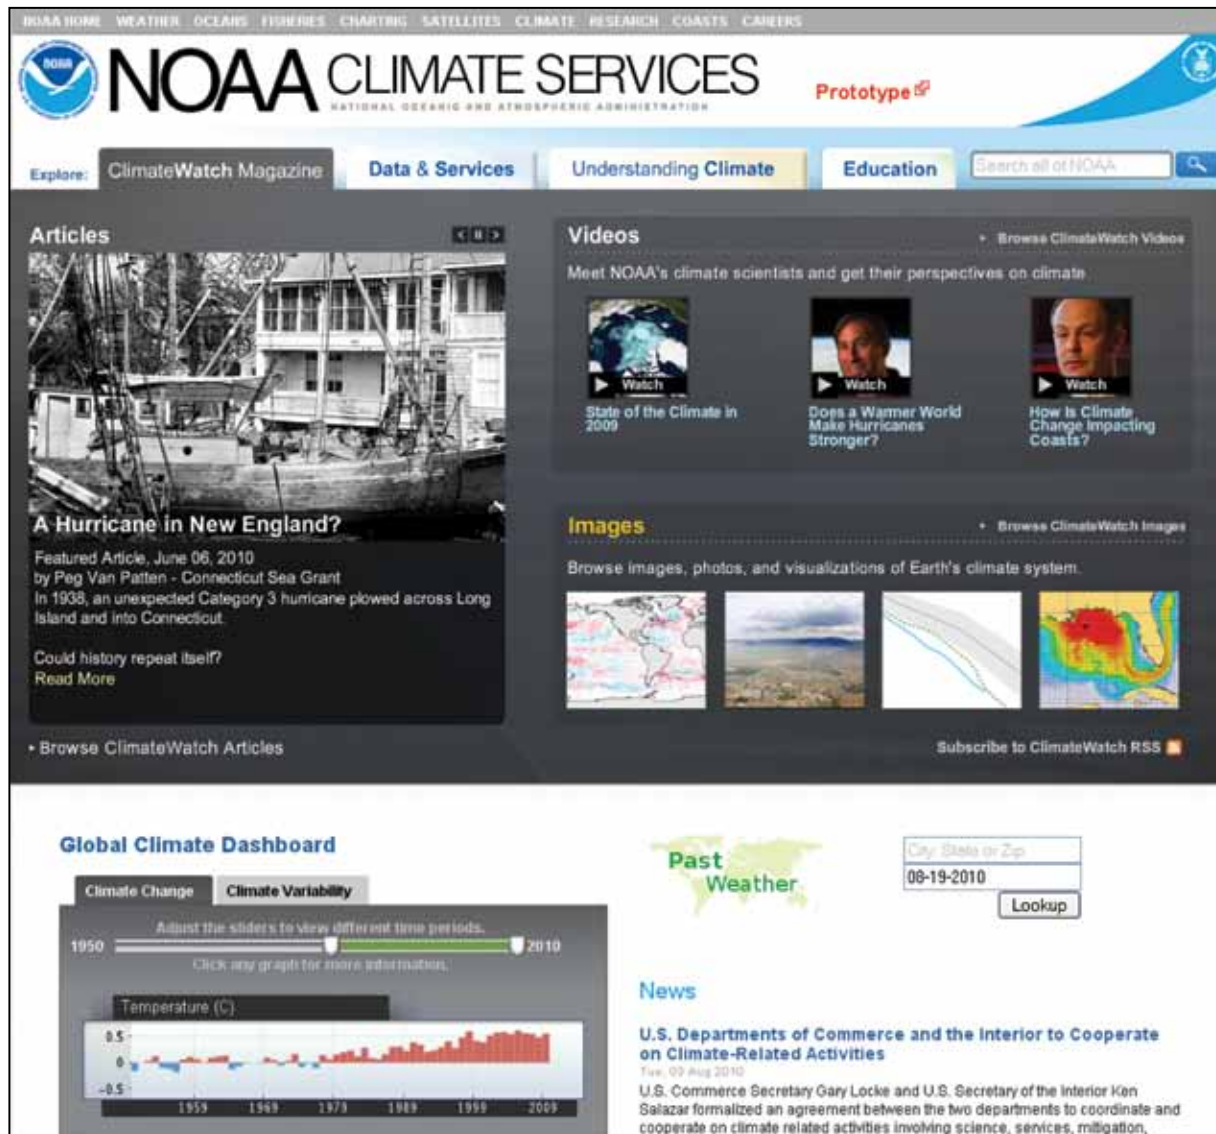 NOAA HOME WEATHER OCEANS FISHERIES CHARTING SATELLITES CLIMATE RESEARCH COASTS CAREERS
NOAA
NOAA CLIMATE SERVICES
NATIONAL OCEANIC AND ATMOSPHERIC ADMINISTRATION
Prototype
Explore: ClimateWatch Magazine Data & Services Understanding Climate Education Search all of NOAA
Articles
A Hurricane in New England?
Featured Article, June 06, 2010
by Peg Van Patten - Connecticut Sea Grant
In 1938, an unexpected Category 3 hurricane plowed across Long
Island and into Connecticut.
Could history repeat itself?
Read More
Browse ClimateWatch Articles
Videos
Browse ClimateWatch Videos
Meet NOAA's climate scientists and get their perspectives on climate
Watch Watch Watch
State of the Climate in
2009
Does a Warmer World
Make Hurricanes
Stronger?
How Is Climate
Change Impacting
Coasts?
Images
Browse ClimateWatch Images
Browse images, photos, and visualizations of Earth's climate system.
Subscribe to ClimateWatch RSS
Global Climate Dashboard
Climate Change Climate Variability
Adjust the sliders to view different time periods.
1950 2010
Click any graph for more information.
Temperature (C)
0.5
0
-0.5
1959 1969 1979 1989 1999 2009
Past
Weather
City, State or Zip
08-19-2010
Lookup
News
U.S. Departments of Commerce and the Interior to Cooperate
on Climate-Related Activities
Tue, 03 Aug 2010
U.S. Commerce Secretary Gary Locke and U.S. Secretary of the Interior Ken
Salazar formalized an agreement between the two departments to coordinate and
cooperate on climate related activities involving science, services, mitigation,